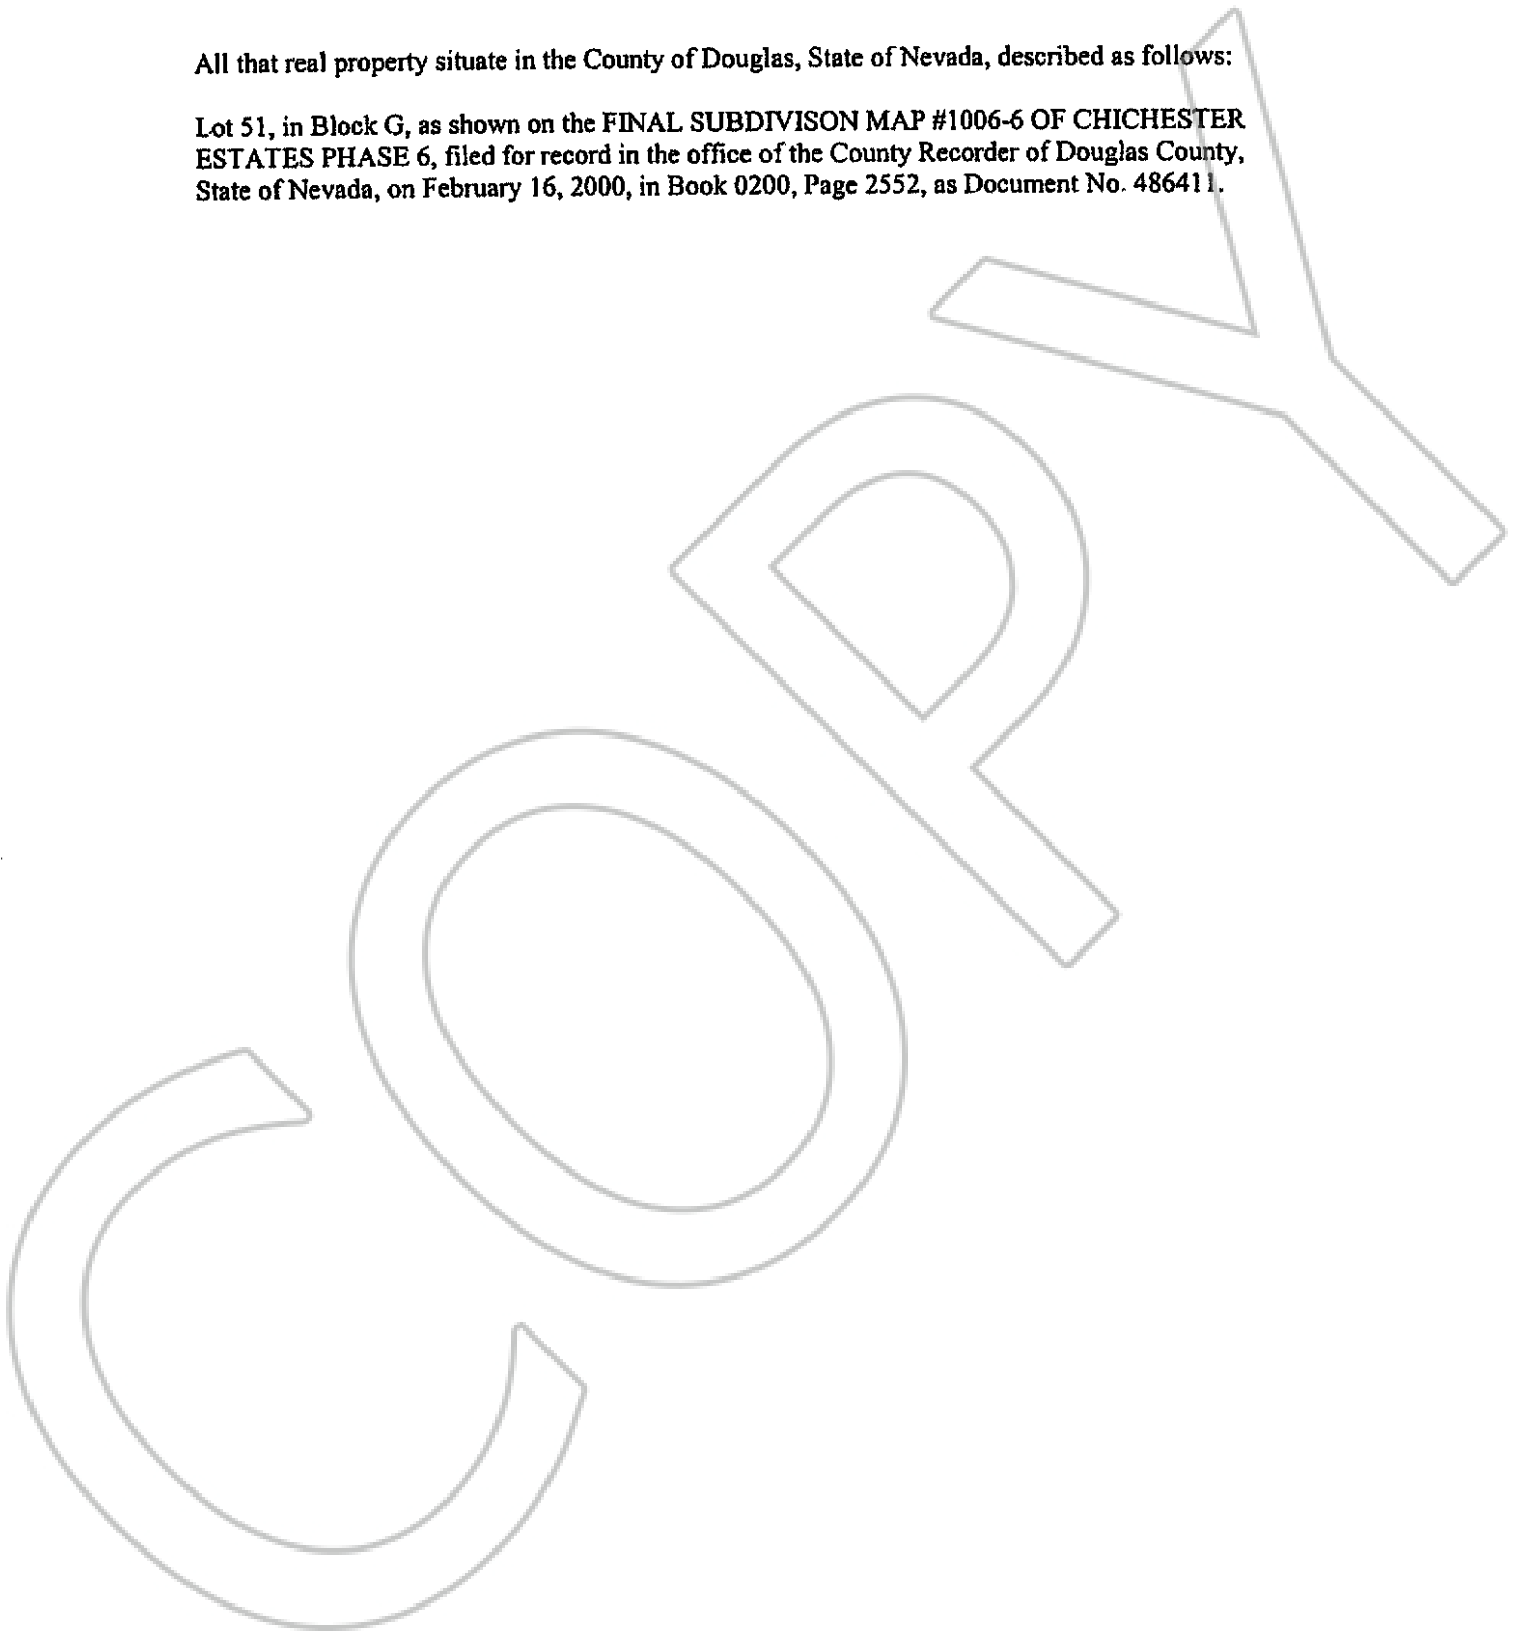 All that real property situate in the County of Douglas, State of Nevada, described as follows:
Lot 51, in Block G, as shown on the FINAL SUBDIVISON MAP #1006-6 OF CHICHESTER
ESTATES PHASE 6, filed for record in the office of the County Recorder of Douglas County,
State of Nevada, on February 16, 2000, in Book 0200, Page 2552, as Document No. 486411.
COPY